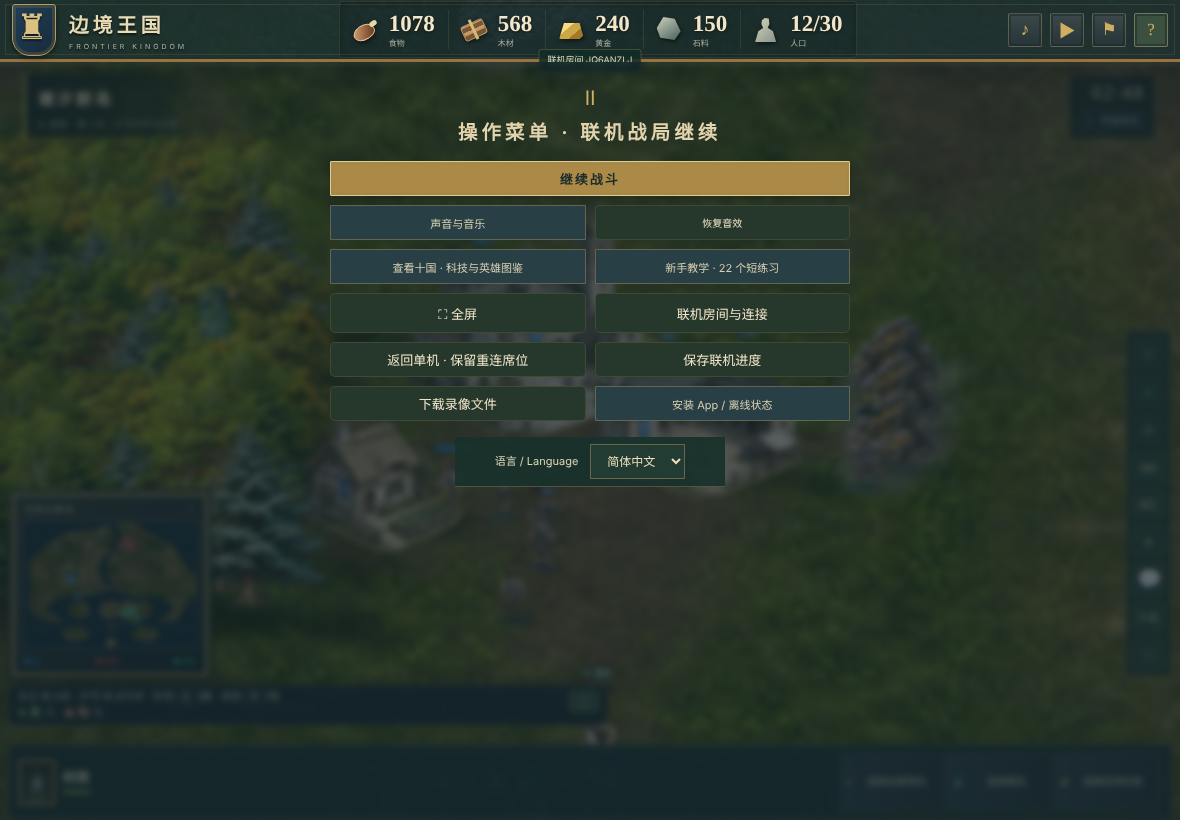 边境王国
FRONTIER KINGDOM
1078
食物
568
木材
240
黄金
150
石料
12/30
人口
?
操作菜单 · 联机战局继续
继续战斗
声音与音乐
恢复音效
查看十国 · 科技与英雄图鉴
新手教学 · 22 个短练习
全屏
联机房间与连接
返回单机 · 保留重连席位
保存联机进度
下载录像文件
安装 App / 离线状态
语言 / Language
简体中文